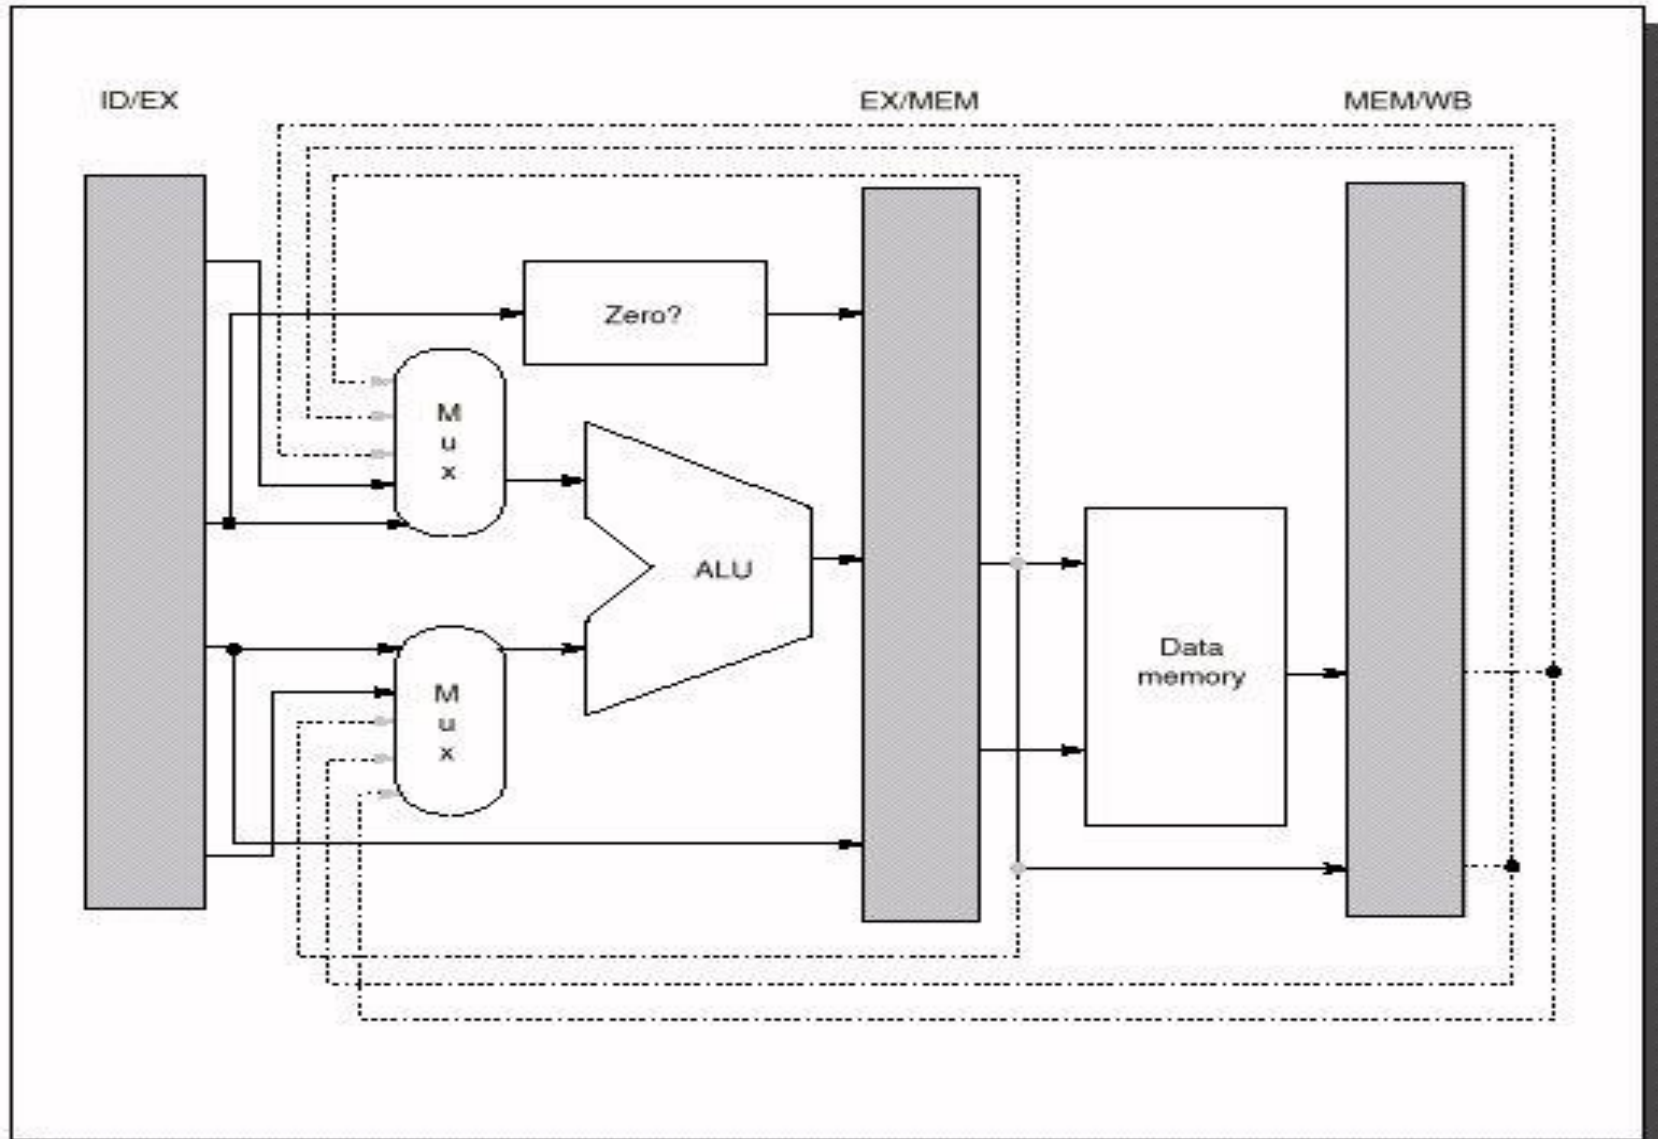 ID/EX
EX/MEM
MEM/WB
Zero?
M
u
x
ALU
M
u
x
Data
memory